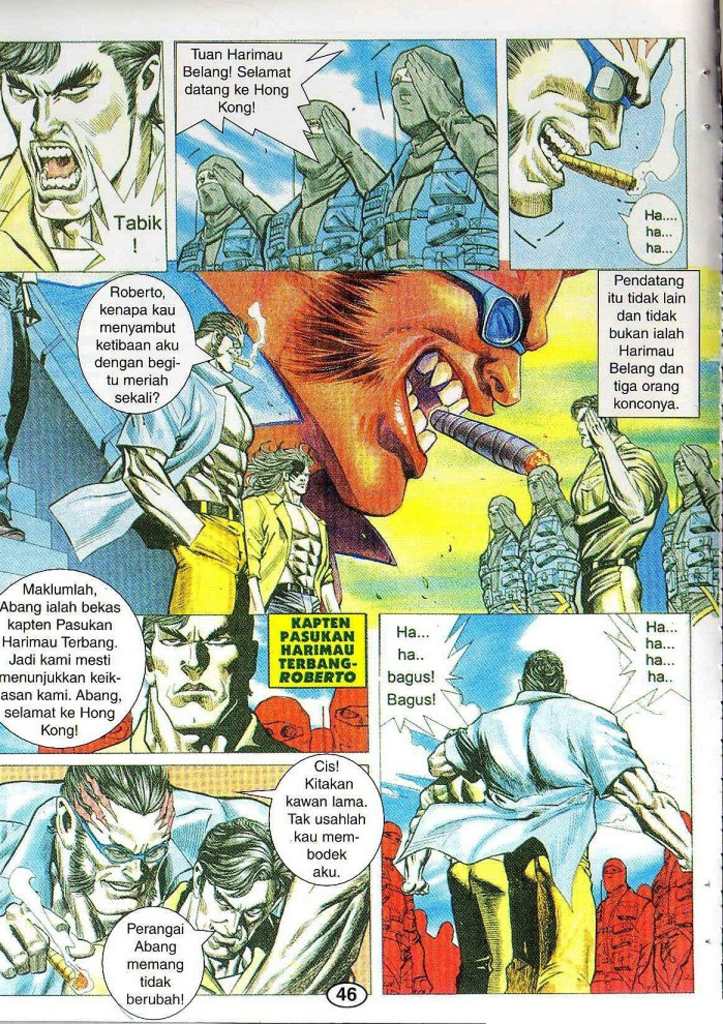 Tabik
!
Tuan Harimau
Belang! Selamat
datang ke Hong
Kong!
Ha....
ha...
ha...
Roberto,
kenapa kau
menyambut
ketibaan aku
dengan begi-
tu meriah
sekali?
Pendatang
itu tidak lain
dan tidak
bukan ialah
Harimau
Belang dan
tiga orang
konconya.
Maklumlah,
Abang ialah bekas
kapten Pasukan
Harimau Terbang.
Jadi kami mesti
menunjukkan keik-
asan kami. Abang,
selamat ke Hong
Kong!
KAPTEN
PASUKAN
HARIMAU
TERBANG-
ROBERTO
Ha...
ha..
bagus!
Bagus!
Ha...
ha...
ha...
ha..
Cis!
Kitakan
kawan lama.
Tak usahlah
kau mem-
bodek
aku.
Perangai
Abang
memang
tidak
berubah!
46